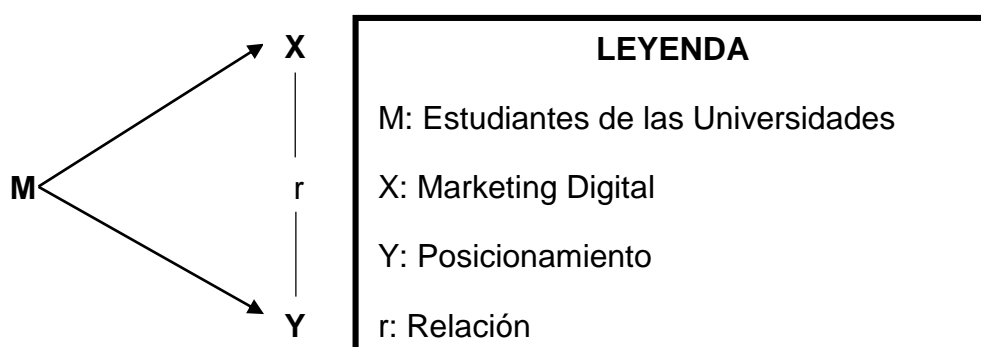 X
M
r
Y
LEYENDA
M: Estudiantes de las Universidades
X: Marketing Digital
Y: Posicionamiento
r: Relación